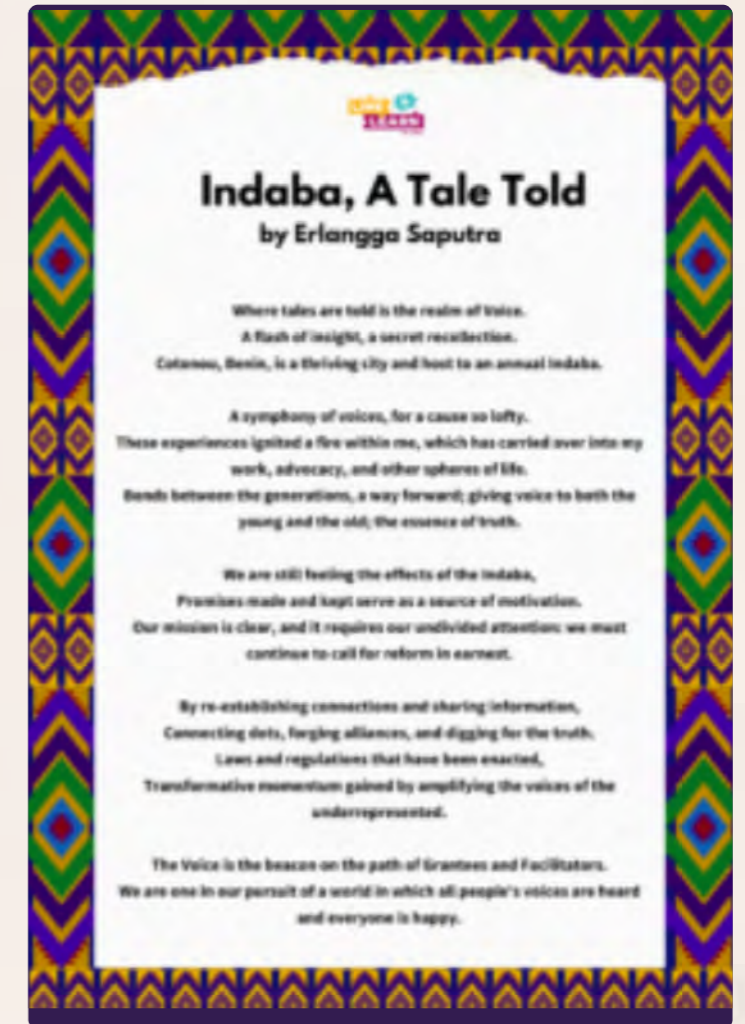 LINK
LEARN
Indaba, A Tale Told
by Erlangga Saputra
Where tales are told is the realm of Voice.
A flash of insight, a secret recollection.
Cotonou, Benin, is a thriving city and host to an annual Indaba.
A symphony of voices, for a cause so lofty.
These experiences ignited a fire within me, which has carried over into my
work, advocacy, and other spheres of life.
Bonds between the generations, a way forward; giving voice to both the
young and the old; the essence of truth.
We are still feeling the effects of the Indaba,
Promises made and kept serve as a source of motivation.
Our mission is clear, and it requires our undivided attention: we must
continue to call for reform in earnest.
By re-establishing connections and sharing information,
Connecting dots, forging alliances, and digging for the truth.
Laws and regulations that have been enacted,
Transformative momentum gained by amplifying the voices of the
underrepresented.
The Voice is the beacon on the path of Grantees and Facilitators.
We are one in our pursuit of a world in which all people's voices are heard
and everyone is happy.